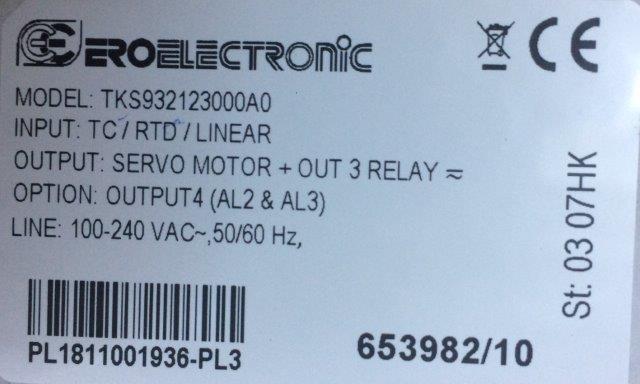 EROELECTRONIC
MODEL: TKS932123000A0
INPUT: TC / RTD / LINEAR
OUTPUT: SERVO MOTOR + OUT 3 RELAY ≂
OPTION: OUTPUT4 (AL2 & AL3)
LINE: 100-240 VAC~,50/60 Hz,
PL1811001936-PL3
653982/10
CE
St: 03 07HK